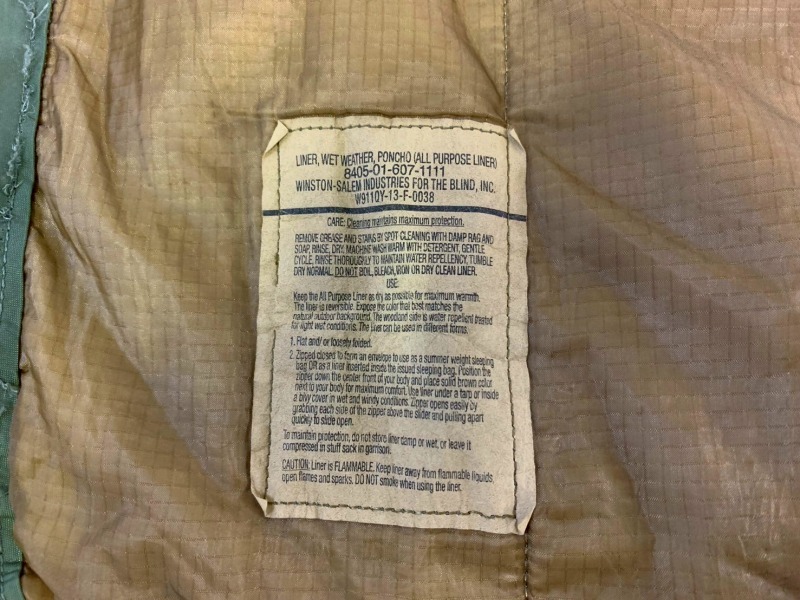 LINER, WET WEATHER, PONCHO (ALL PURPOSE LINER)
8405-01-607-1111
WINSTON-SALEM INDUSTRIES FOR THE BLIND, INC.
W911QY-13-F-0038
CARE: Cleaning maintains maximum protection.
REMOVE GREASE AND STAINS BY SPOT CLEANING WITH DAMP RAG AND
SOAP, RINSE, DRY. MACHINE WASH WARM WITH DETERGENT, GENTLE
CYCLE, RINSE THOROUGHLY TO MAINTAIN WATER REPELLENCY, TUMBLE
DRY NORMAL. DO NOT BOIL, BLEACH, IRON OR DRY CLEAN LINER.
USE:
Keep the All Purpose Liner as dry as possible for maximum warmth.
The liner is reversible. Expose the color that best matches the
natural outdoor background. The woodland side is water repellent treated
for light wet conditions. The liner can be used in different forms.
1. Flat and/ or loosely folded.
2. Zipped closed to form an envelope to use as a summer weight sleeping
bag OR as a liner inserted inside the issued sleeping bag. Position the
zipper down the center front of your body and place solid brown color
next to your body for maximum comfort. Use liner under a tarp or inside
a bivy cover in wet and windy conditions. Zipper opens easily by
grabbing each side of the zipper above the slider and pulling apart
quickly to slide open.
To maintain protection, do not store liner damp or wet, or leave it
compressed in stuff sack in garrison.
CAUTION: Liner is FLAMMABLE. Keep liner away from flammable liquids,
open flames and sparks. DO NOT smoke when using the liner.